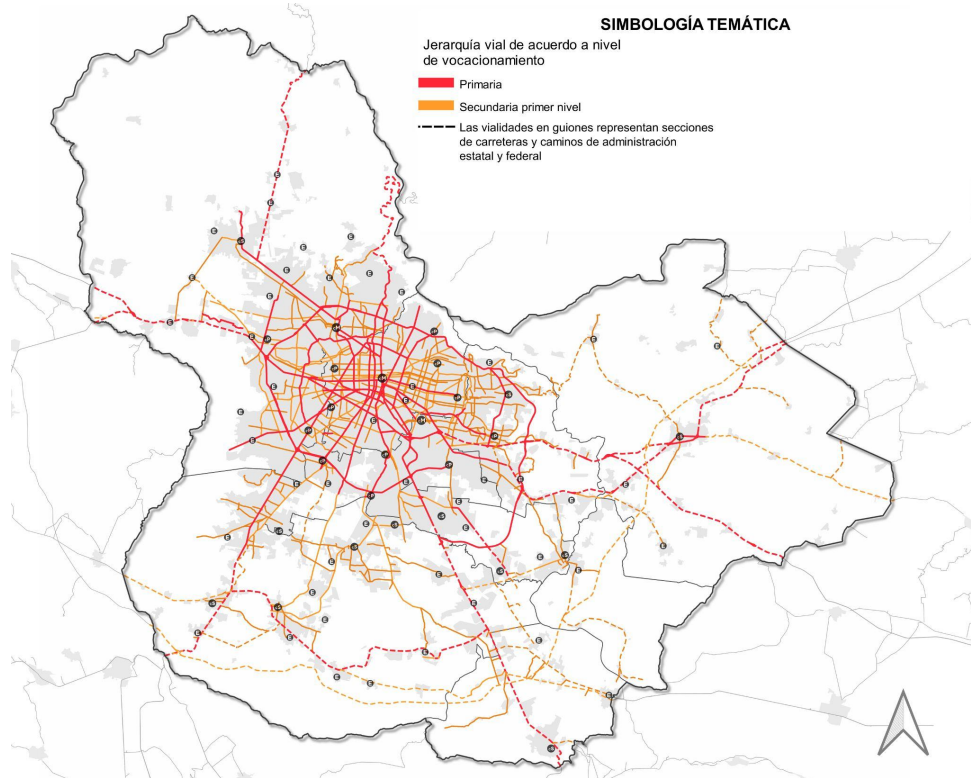 SIMBOLOGÍA TEMÁTICA
Jerarquía vial de acuerdo a nivel
de vocacionamiento
Primaria
Secundaria primer nivel
Las vialidades en guiones representan secciones
de carreteras y caminos de administración
estatal y federal